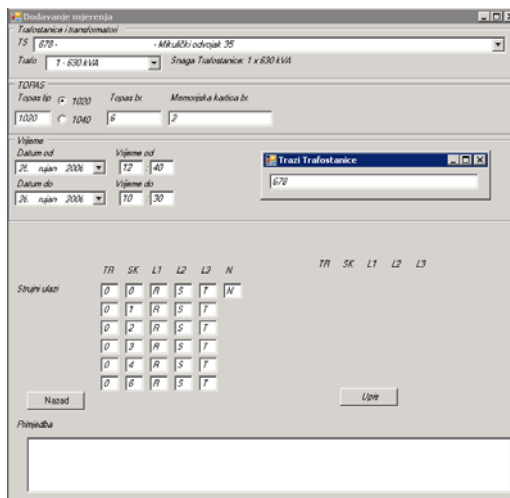 Dodavanje mjerenja
Trafostanice i transformatori
TS 678 - - Mikulički odvojak 35
Trafo 1 - 630 kVA Snaga Trafostanice: 1 x 630 kVA
TOPAS
Topas tip 1020 Topas br. Memorijska kartica br.
1020 1040 6 2
Vrijeme
Datum od Vrijeme od
rujan 2006 12 : 40
Datum do Vrijeme do
26. rujan 2006 10 : 30
Trazi Trafostanice
678
TR SK L1 L2 L3 N
TR SK L1 L2 L3
Strujni ulazi 0 0 R S T N
0 1 R S T
0 2 R S T
0 3 R S T
0 4 R S T
0 6 R S T
Nazad
Upis
Primjedba